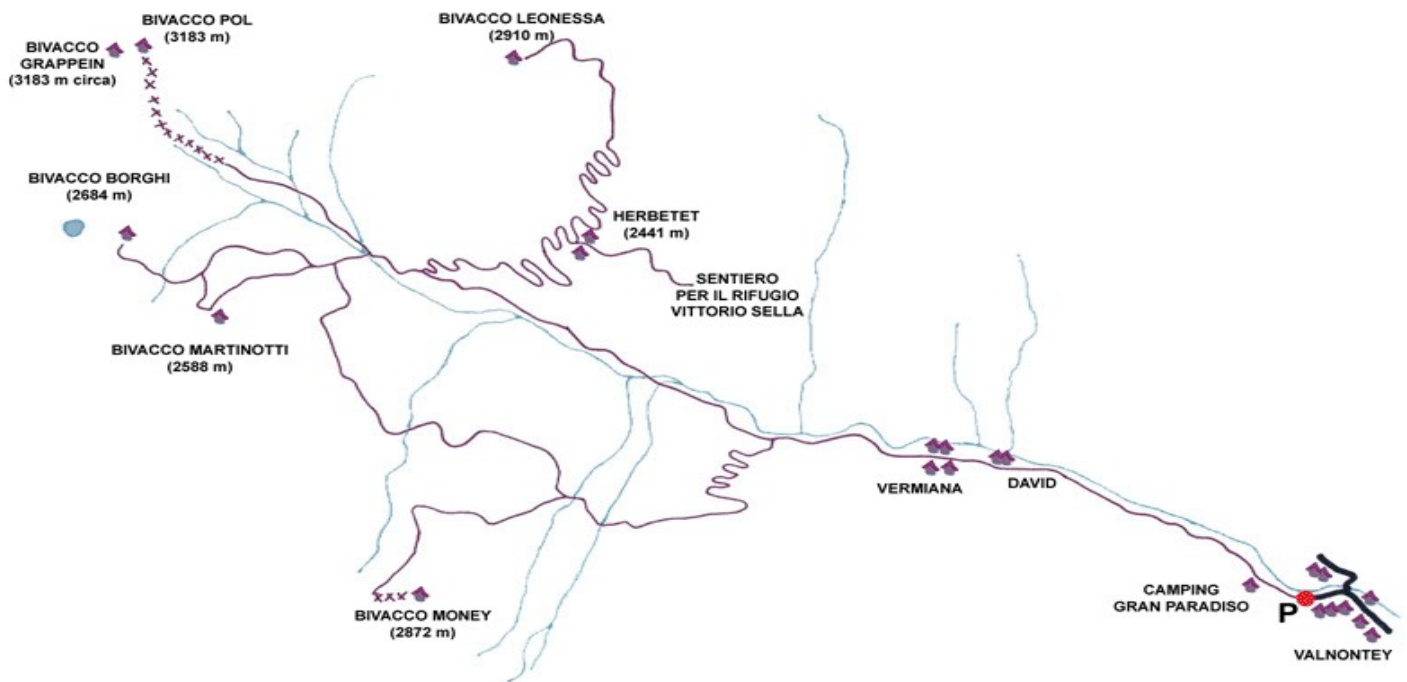 BIVACCO POL
(3183 m)
BIVACCO
GRAPPEIN
(3183 m circa)
BIVACCO LEONESSA
(2910 m)
BIVACCO BORGHI
(2684 m)
HERBETET
(2441 m)
SENTIERO
PER IL RIFUGIO
VITTORIO SELLA
BIVACCO MARTINOTTI
(2588 m)
VERMIANA
DAVID
BIVACCO MONEY
(2872 m)
CAMPING
GRAN PARADISO
P
VALNONTEY